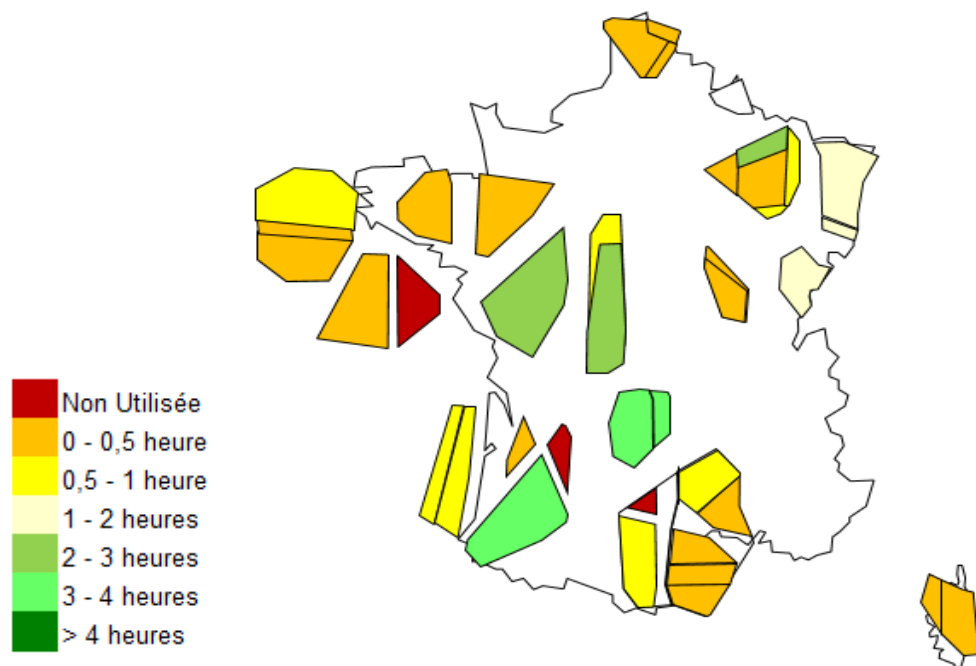 Non Utilisée
0 - 0,5 heure
0,5 - 1 heure
1 - 2 heures
2 - 3 heures
3 - 4 heures
> 4 heures